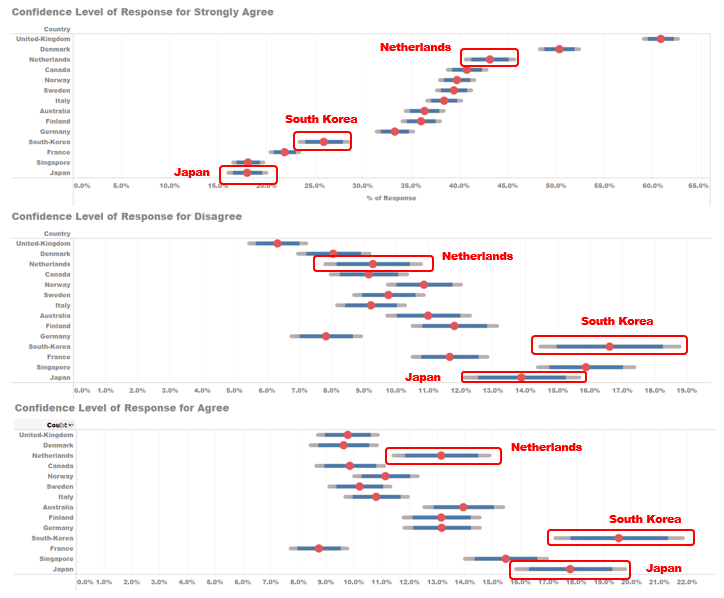 Confidence Level of Response for Strongly Agree
Country
United-Kingdom
Denmark
Netherlands
Netherlands
Canada
Norway
Sweden
Italy
Australia
South Korea
Finland
Germany
South-Korea
France
Singapore
Japan
Japan
0.0% 5.0% 10.0% 15.0% 20.0% 25.0% 30.0% 35.0% 40.0% 45.0% 50.0% 55.0% 60.0% 65.0%
% of Response
Confidence Level of Response for Disagree
Country
United-Kingdom
Denmark
Netherlands
Netherlands
Canada
Norway
Sweden
Italy
Australia
South Korea
Finland
Germany
South-Korea
France
Singapore
Japan
Japan
0.0% 1.0% 2.0% 3.0% 4.0% 5.0% 6.0% 7.0% 8.0% 9.0% 10.0% 11.0% 12.0% 13.0% 14.0% 15.0% 16.0% 17.0% 18.0% 19.0%
Confidence Level of Response for Agree
United-Kingdom
Denmark
Netherlands
Netherlands
Canada
Norway
Sweden
Italy
Australia
South Korea
Finland
Germany
South-Korea
France
Singapore
Japan
Japan
0.0% 1.0% 2.0% 3.0% 4.0% 5.0% 6.0% 7.0% 8.0% 9.0% 10.0% 11.0% 12.0% 13.0% 14.0% 15.0% 16.0% 17.0% 18.0% 19.0% 20.0% 21.0% 22.0%